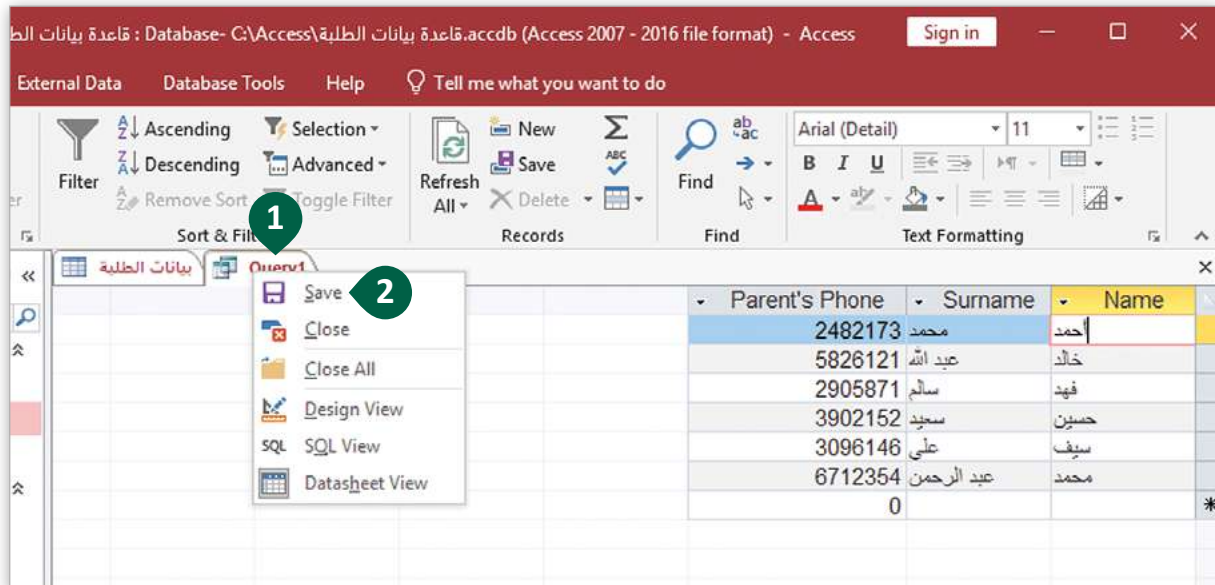 قاعدة بيانات الط : Database- C:\Access\قاعدة بيانات الطلبة.accdb (Access 2007 - 2016 file format) - Access Sign in
External Data Database Tools Help Tell me what you want to do
Filter
Ascending
Descending
Remove Sort
Selection
Advanced
Toggle Filter
Sort & Fil
Refresh All
New
Save
Delete
Records
Find
Find
Arial (Detail) 11
B I U
Text Formatting
1
بيانات الطلبة Query1
2
Save
Close
Close All
Design View
SQL SQL View
Datasheet View
Parent's Phone Surname Name
2482173 محمد أحمد
5826121 عبد الله خالد
2905871 سالم فهد
3902152 سعيد حسين
3096146 علي سيف
6712354 عبد الرحمن محمد
0